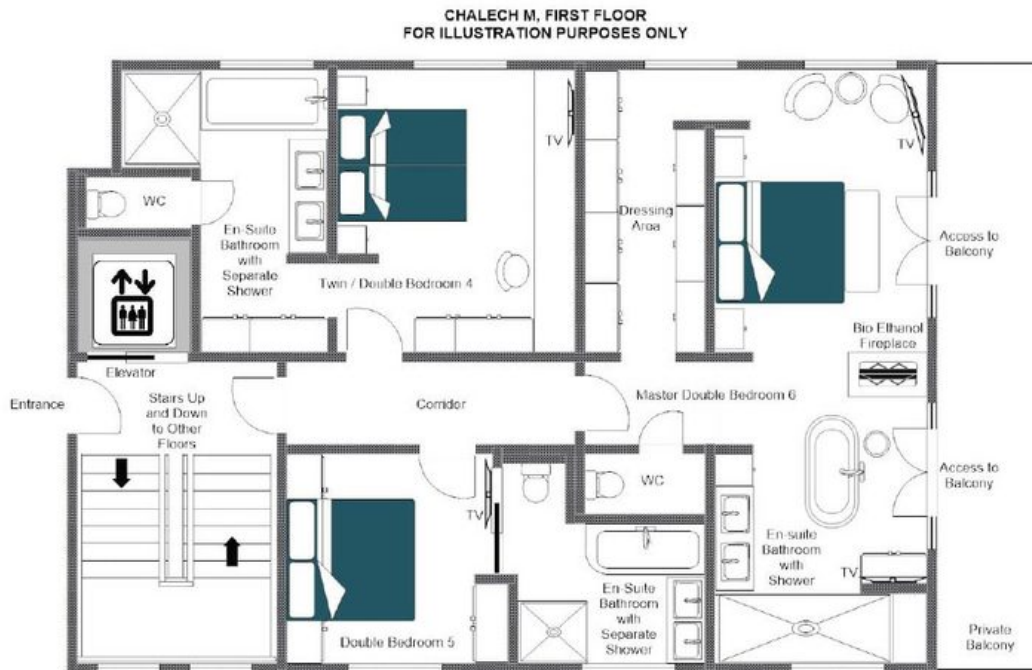 CHALECH M, FIRST FLOOR
FOR ILLUSTRATION PURPOSES ONLY
TV
TV
WC
En-Suite
Bathroom
with
Separate
Shower
Dressing
Area
Access to
Balcony
Twin / Double Bedroom 4
Bio Ethanol
Fireplace
Elevator
Entrance
Stairs Up
and Down
to Other
Floors
Corridor
Master Double Bedroom 6
WC
Access to
Balcony
TV
En-suite
Bathroom
with
Shower
TV
En-Suite
Bathroom
with
Separate
Shower
Double Bedroom 5
Private
Balcony